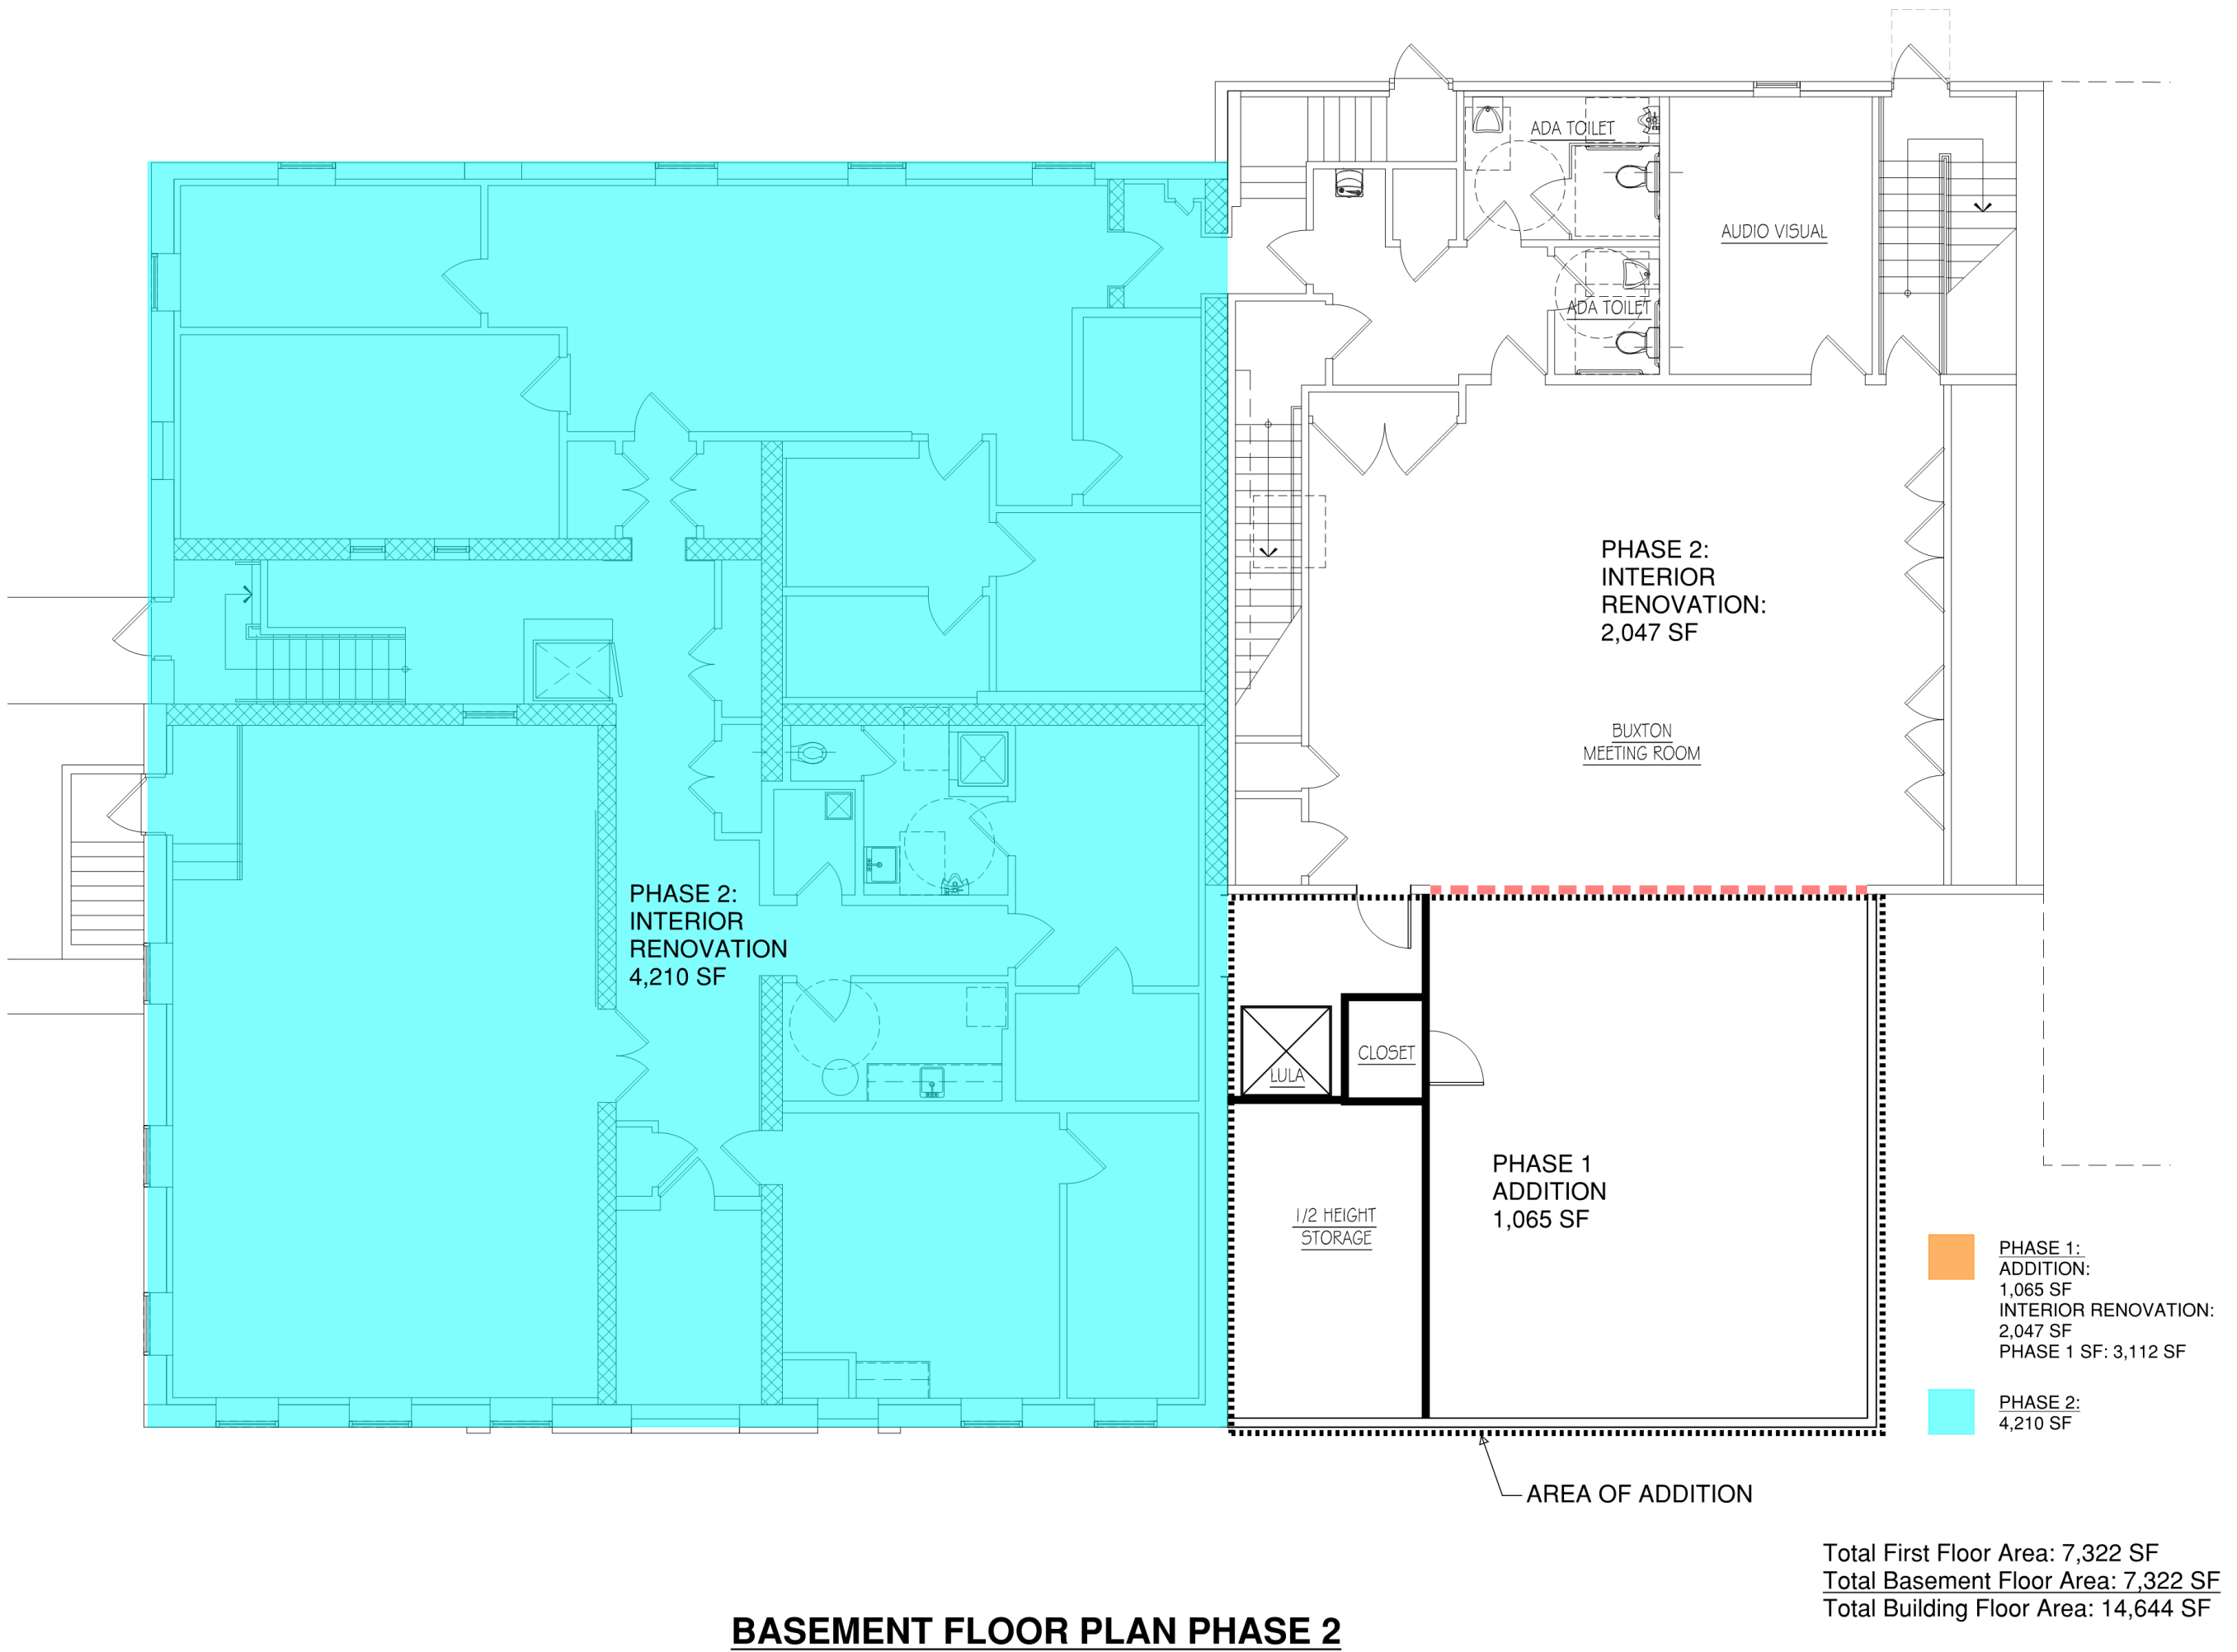 ADA TOILET
AUDIO VISUAL
ADA TOILET
PHASE 2:
INTERIOR
RENOVATION:
2,047 SF
BUXTON
MEETING ROOM
PHASE 2:
INTERIOR
RENOVATION
4,210 SF
CLOSET
LULA
PHASE 1
ADDITION
1,065 SF
1/2 HEIGHT
STORAGE
PHASE 1:
ADDITION:
1,065 SF
INTERIOR RENOVATION:
2,047 SF
PHASE 1 SF: 3,112 SF
PHASE 2:
4,210 SF
AREA OF ADDITION
Total First Floor Area: 7,322 SF
Total Basement Floor Area: 7,322 SF
Total Building Floor Area: 14,644 SF
BASEMENT FLOOR PLAN PHASE 2